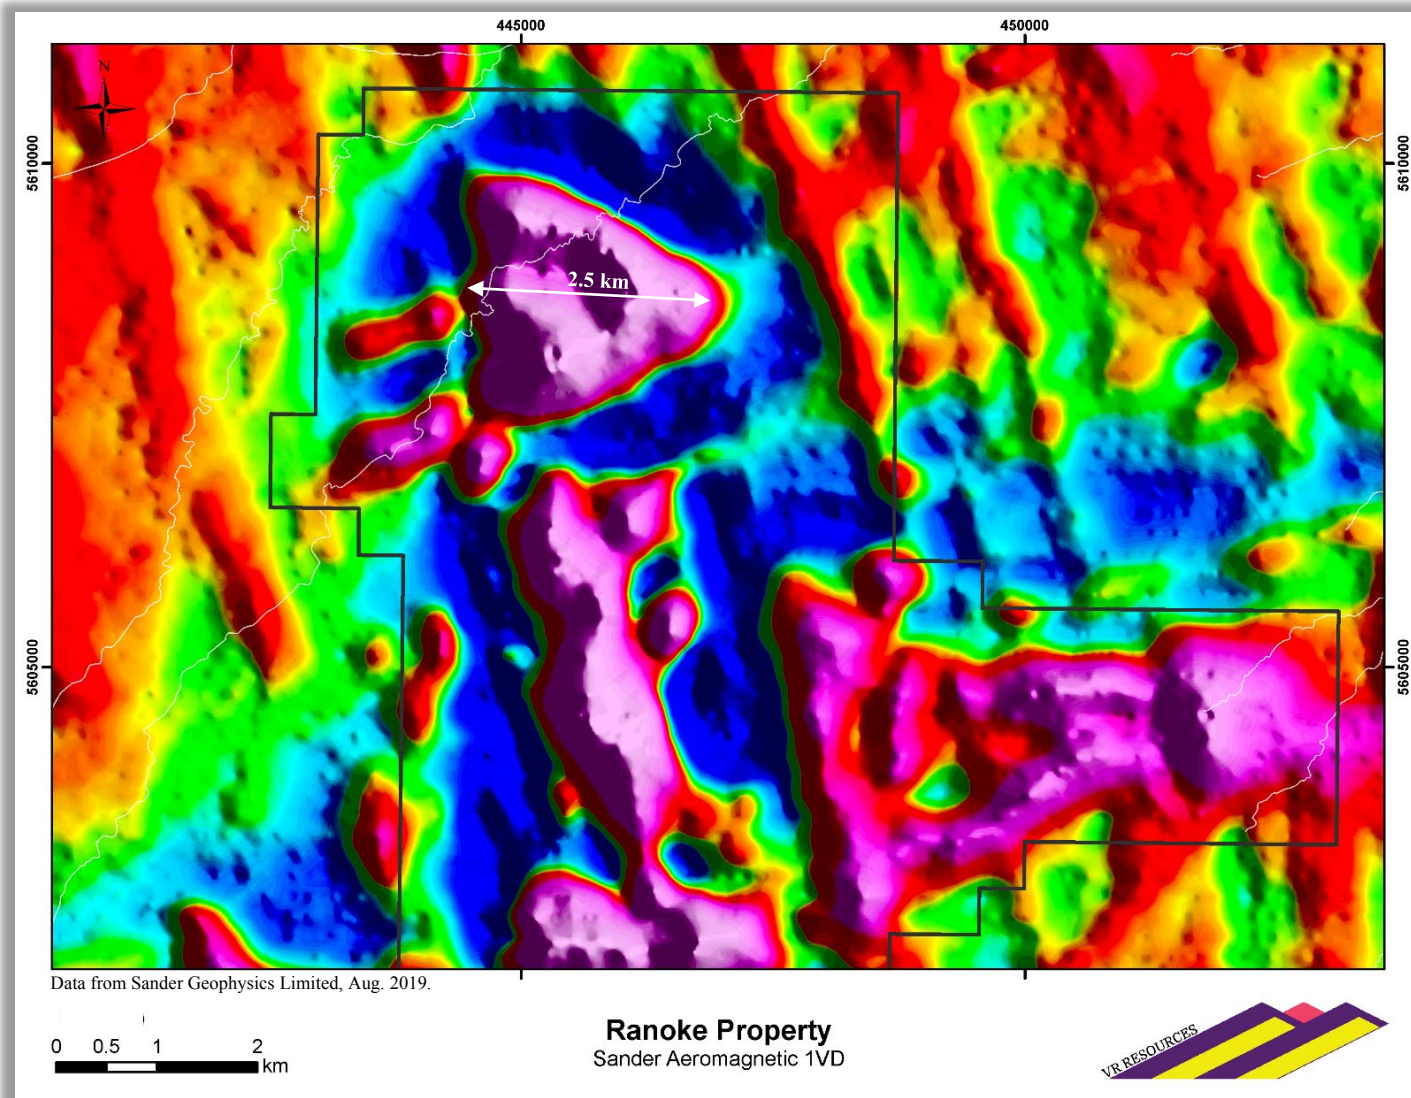 445000
450000
N
5610000
5610000
2.5 km
5605000
5605000
Data from Sander Geophysics Limited, Aug. 2019.
0 0.5 1 2
km
Ranoke Property
Sander Aeromagnetic 1VD
VR RESOURCES